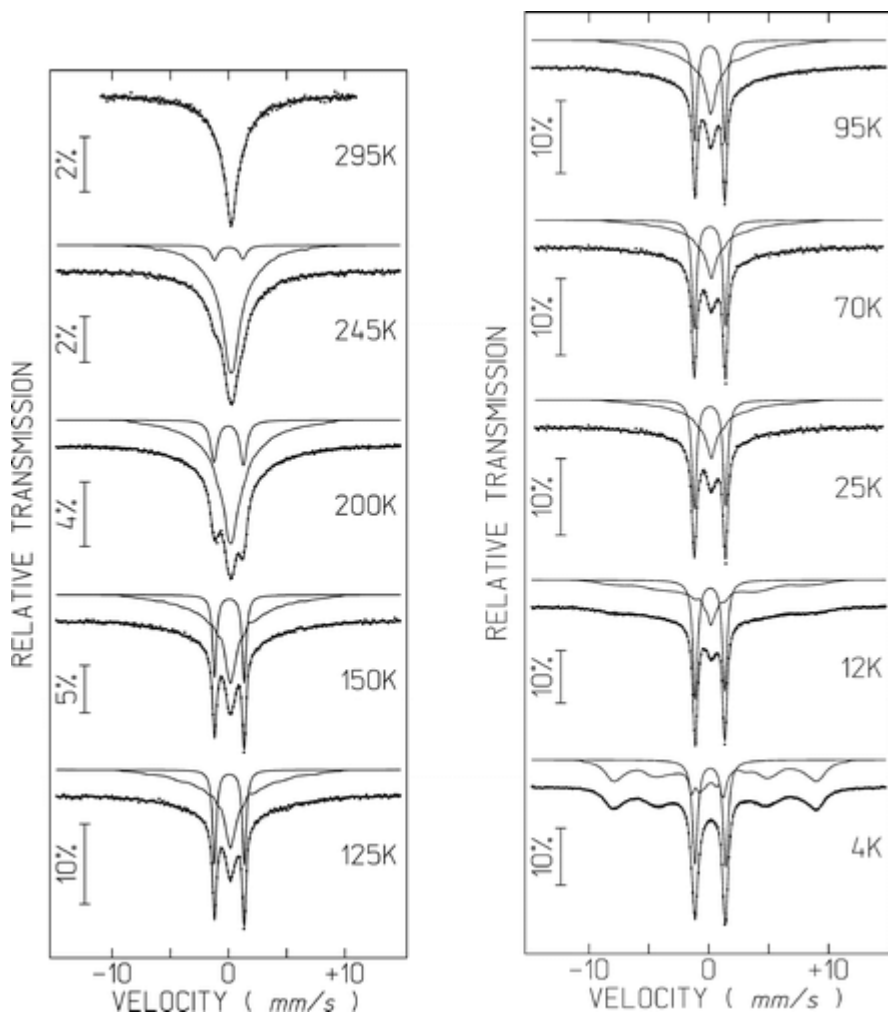 RELATIVE TRANSMISSION
2%
295K
2%
245K
4%
200K
5%
150K
10%
125K
-10 0 +10
VELOCITY ( mm/s )
RELATIVE TRANSMISSION
10%
95K
10%
70K
10%
25K
10%
12K
10%
4K
-10 0 +10
VELOCITY ( mm/s )